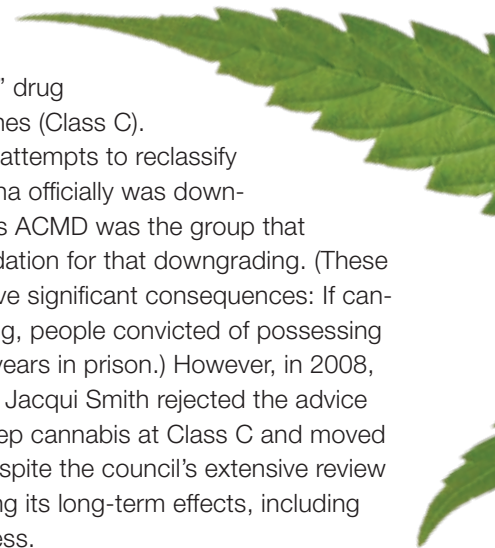 ’ drug
nes (Class C).
attempts to reclassify
na officially was down-
s ACMD was the group that
dation for that downgrading. (These
ve significant consequences: If can-
g, people convicted of possessing
years in prison.) However, in 2008,
Jacqui Smith rejected the advice
ep cannabis at Class C and moved
spite the council’s extensive review
ng its long-term effects, including
ess.